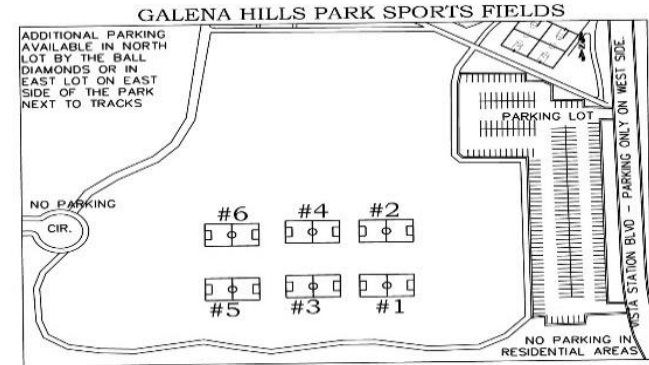 GALENA HILLS PARK SPORTS FIELDS
ADDITIONAL PARKING
AVAILABLE IN NORTH
LOT BY THE BALL
DIAMONDS OR IN
EAST LOT ON EAST
SIDE OF THE PARK
NEXT TO TRACKS
PARKING LOT
VISTA STATION BLVD - PARKING ONLY ON WEST SIDE.
NO PARKING
CIR.
#6
#4
#2
#5
#3
#1
NO PARKING IN
RESIDENTIAL AREAS